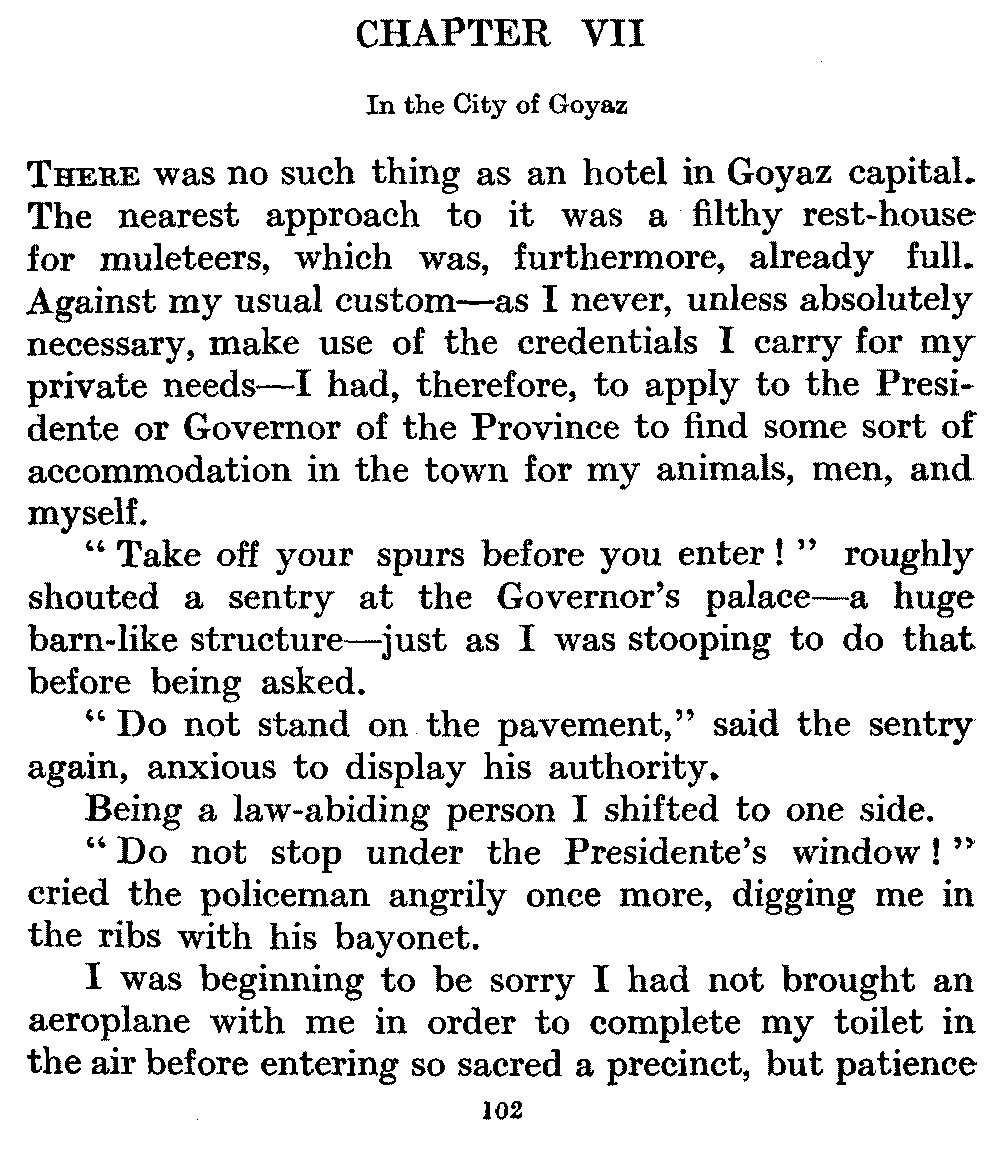 CHAPTER VII
In the City of Goyaz
THERE was no such thing as an hotel in Goyaz capital.
The nearest approach to it was a filthy rest-house
for muleteers, which was, furthermore, already full.
Against my usual custom—as I never, unless absolutely
necessary, make use of the credentials I carry for my
private needs—I had, therefore, to apply to the Presi-
dente or Governor of the Province to find some sort of
accommodation in the town for my animals, men, and
myself.
“ Take off your spurs before you enter ! ” roughly
shouted a sentry at the Governor’s palace—a huge
barn-like structure—just as I was stooping to do that
before being asked.
“ Do not stand on the pavement,” said the sentry
again, anxious to display his authority.
Being a law-abiding person I shifted to one side.
“ Do not stop under the Presidente’s window ! ”
cried the policeman angrily once more, digging me in
the ribs with his bayonet.
I was beginning to be sorry I had not brought an
aeroplane with me in order to complete my toilet in
the air before entering so sacred a precinct, but patience
102